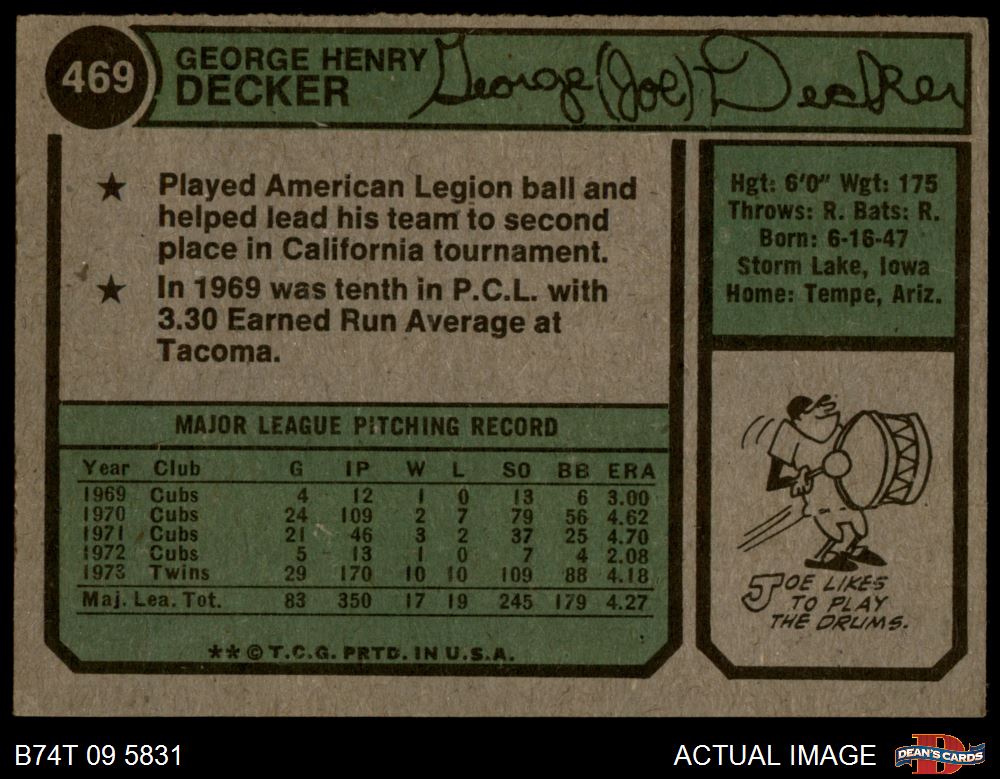 469
GEORGE HENRY
DECKER
George (Joe) Decker
★ Played American Legion ball and
helped lead his team to second
place in California tournament.
★ In 1969 was tenth in P.C.L. with
3.30 Earned Run Average at
Tacoma.
Hgt: 6'0" Wgt: 175
Throws: R. Bats: R.
Born: 6-16-47
Storm Lake, Iowa
Home: Tempe, Ariz.
MAJOR LEAGUE PITCHING RECORD
Year Club G IP W L SO BB ERA
1969 Cubs 4 12 1 0 13 6 3.00
1970 Cubs 24 109 2 7 79 56 4.62
1971 Cubs 21 46 3 2 37 25 4.70
1972 Cubs 5 13 1 0 7 4 2.08
1973 Twins 29 170 10 10 109 88 4.18
Maj. Lea. Tot. 83 350 17 19 245 179 4.27
** © T.C.G. PRTD. IN U.S.A.
JOE LIKES
TO PLAY
THE DRUMS.
B74T 09 5831
ACTUAL IMAGE
D
DEAN'S CARDS